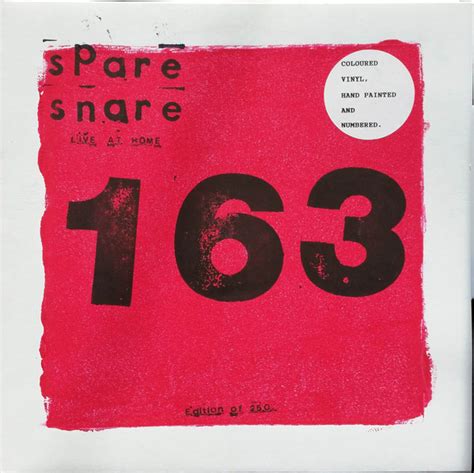 sPare
snare
LIVE AT HOME
COLOURED
VINYL,
HAND PAINTED
AND
NUMBERED.
163
Edition of 250.